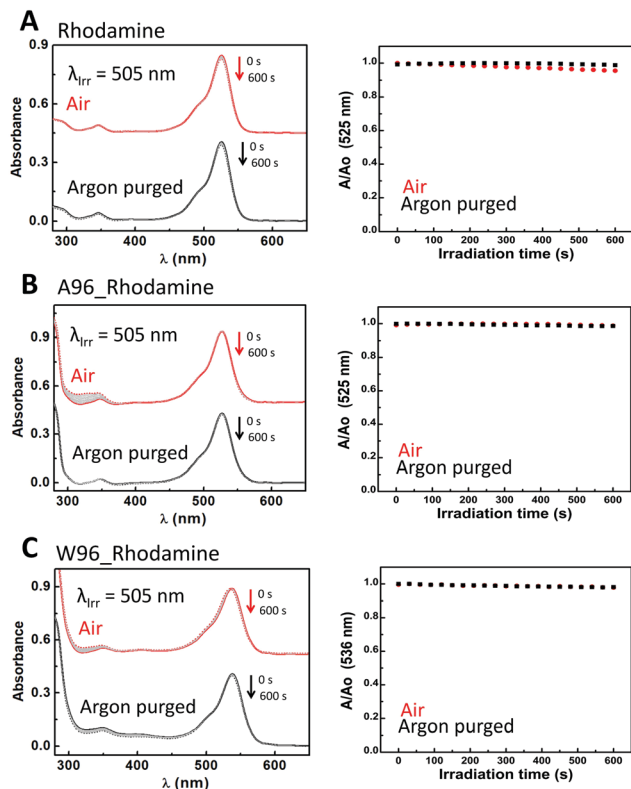 A
Rhodamine
0.9
0.6
0.3
0.0
Absorbance
λIrr = 505 nm
Air
0 s
600 s
Argon purged
0 s
600 s
300 400 500 600
λ (nm)
1.0
0.8
0.6
0.4
0.2
0.0
A/Ao (525 nm)
Air
Argon purged
0 100 200 300 400 500 600
Irradiation time (s)
B
A96_Rhodamine
0.9
0.6
0.3
0.0
Absorbance
λIrr = 505 nm
Air
0 s
600 s
Argon purged
0 s
600 s
300 400 500 600
λ (nm)
1.0
0.8
0.6
0.4
0.2
0.0
A/Ao (525 nm)
Air
Argon purged
0 100 200 300 400 500 600
Irradiation time (s)
C
W96_Rhodamine
0.9
0.6
0.3
0.0
Absorbance
λIrr = 505 nm
Air
0 s
600 s
Argon purged
0 s
600 s
300 400 500 600
λ (nm)
1.0
0.8
0.6
0.4
0.2
0.0
A/Ao (536 nm)
Air
Argon purged
0 100 200 300 400 500 600
Irradiation time (s)